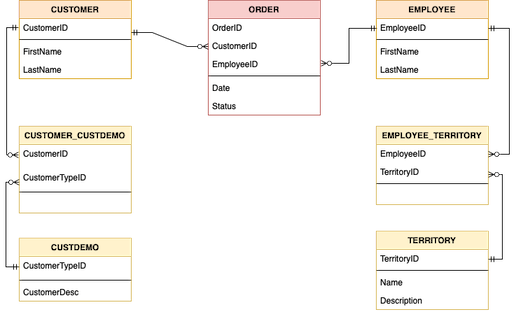 CUSTOMER
CustomerID
FirstName
LastName
ORDER
OrderID
CustomerID
EmployeeID
Date
Status
EMPLOYEE
EmployeeID
FirstName
LastName
CUSTOMER_CUSTDEMO
CustomerID
CustomerTypeID
EMPLOYEE_TERRITORY
EmployeeID
TerritoryID
CUSTDEMO
CustomerTypeID
CustomerDesc
TERRITORY
TerritoryID
Name
Description